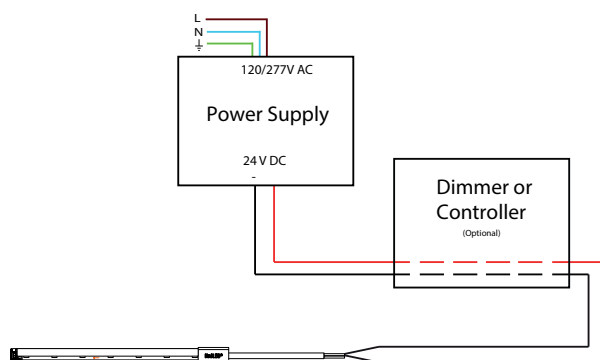 L
N
120/277V AC
Power Supply
24 V DC
-
Dimmer or
Controller
(Optional)